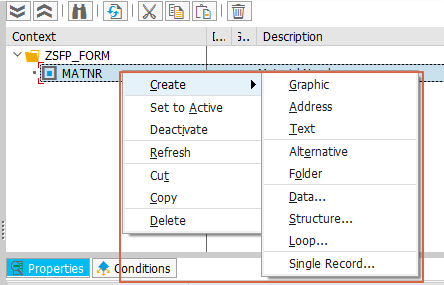 Context [... G... Description
ZSFP_FORM
MATNR
Create
Set to Active
Deactivate
Refresh
Cut
Copy
Delete
Graphic
Address
Text
Alternative
Folder
Data...
Structure...
Loop...
Single Record...
Properties Conditions